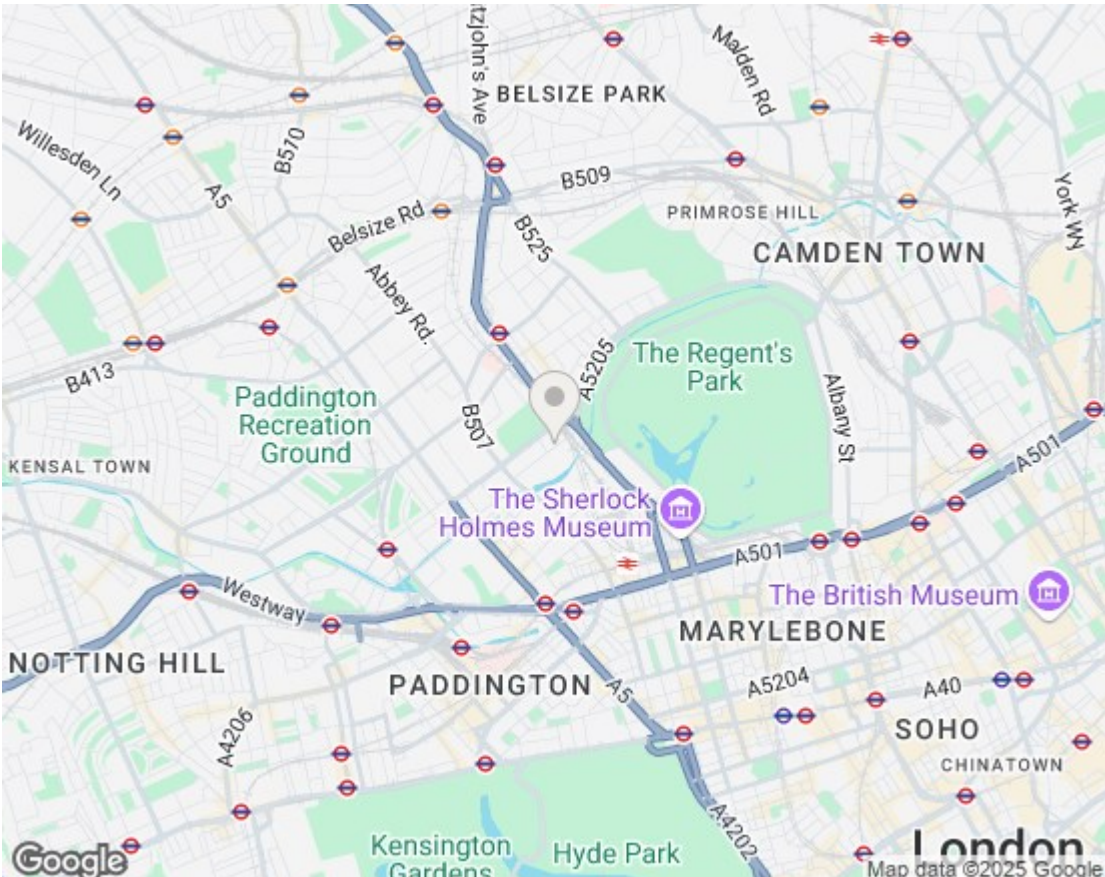 tzjohn's Ave
Malden Rd
BELSIZE PARK
Willesden Ln
B510
A5
B509
York Wy
Belsize Rd
PRIMROSE HILL
B525
CAMDEN TOWN
Abbey Rd.
A5205
The Regent's
Park
B413
Albany St
Paddington
Recreation
Ground
B507
KENSAL TOWN
A501
The Sherlock
Holmes Museum
A501
Westway
The British Museum
MARYLEBONE
NOTTING HILL
PADDINGTON
A5
A5204
A40
A4206
SOHO
CHINATOWN
A4202
Kensington
Gardens
Hyde Park
London
Google
Map data ©2025 Google